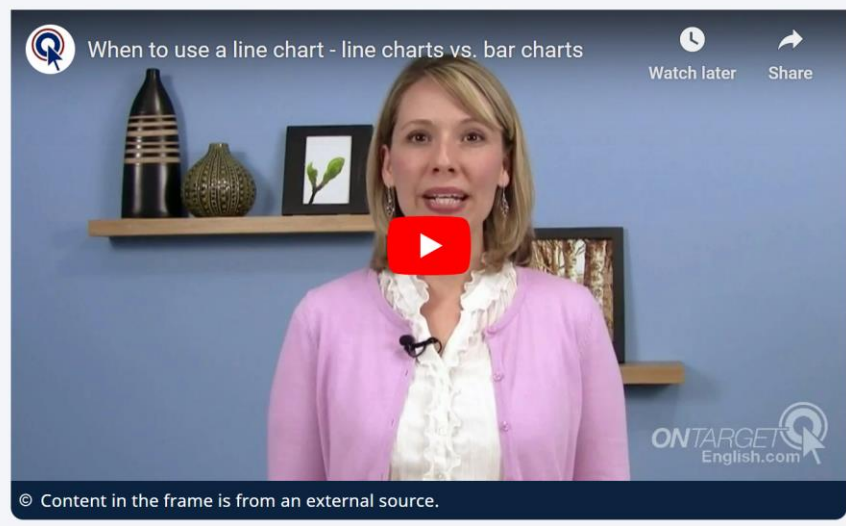 When to use a line chart - line charts vs. bar charts
Watch later
Share
ONTARGET
English.com
© Content in the frame is from an external source.